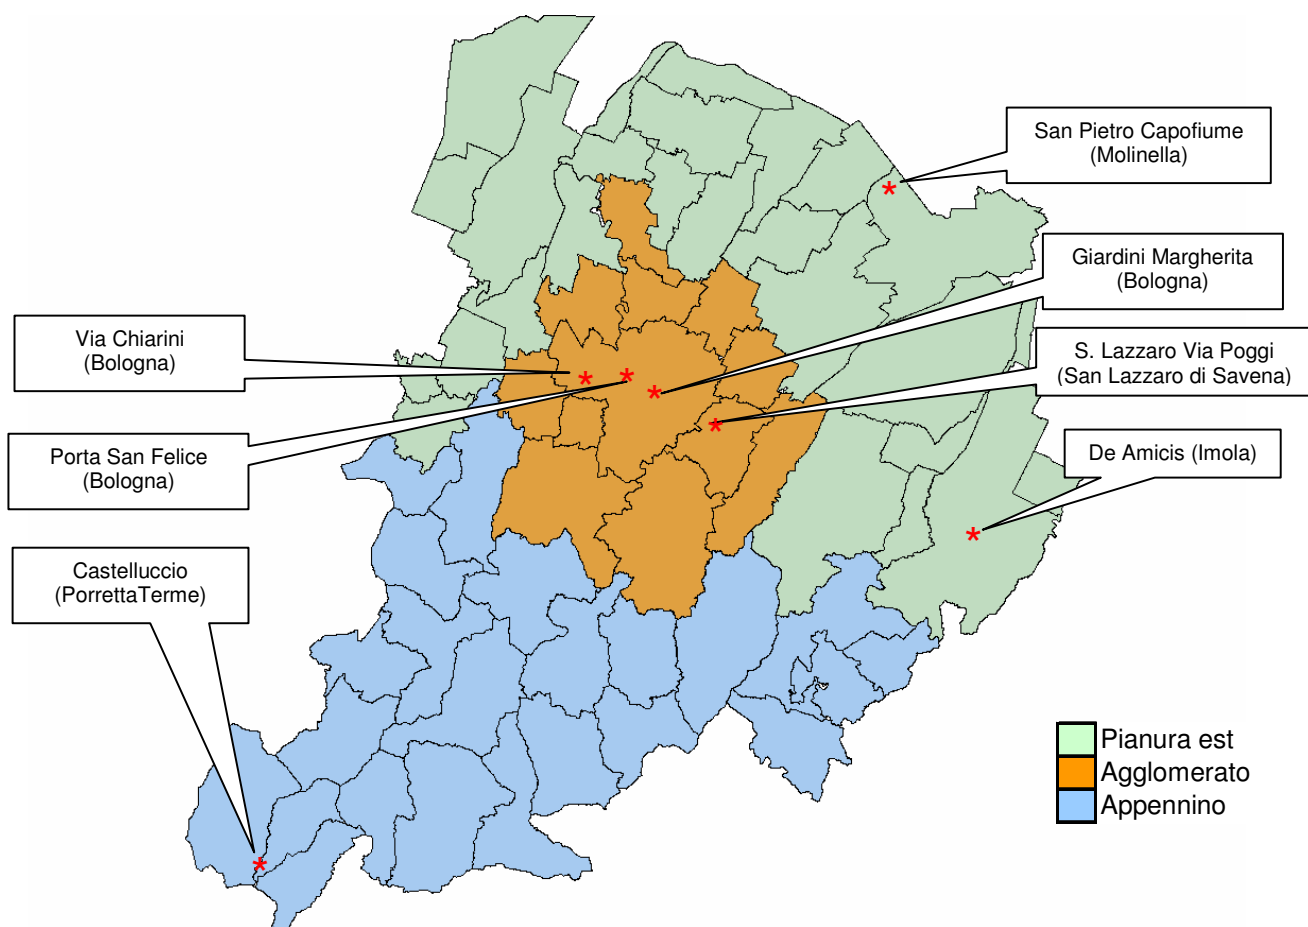 San Pietro Capofiume
(Molinella)
Giardini Margherita
(Bologna)
Via Chiarini
(Bologna)
S. Lazzaro Via Poggi
(San Lazzaro di Savena)
Porta San Felice
(Bologna)
De Amicis (Imola)
Castelluccio
(PorrettaTerme)
Pianura est
Agglomerato
Appennino